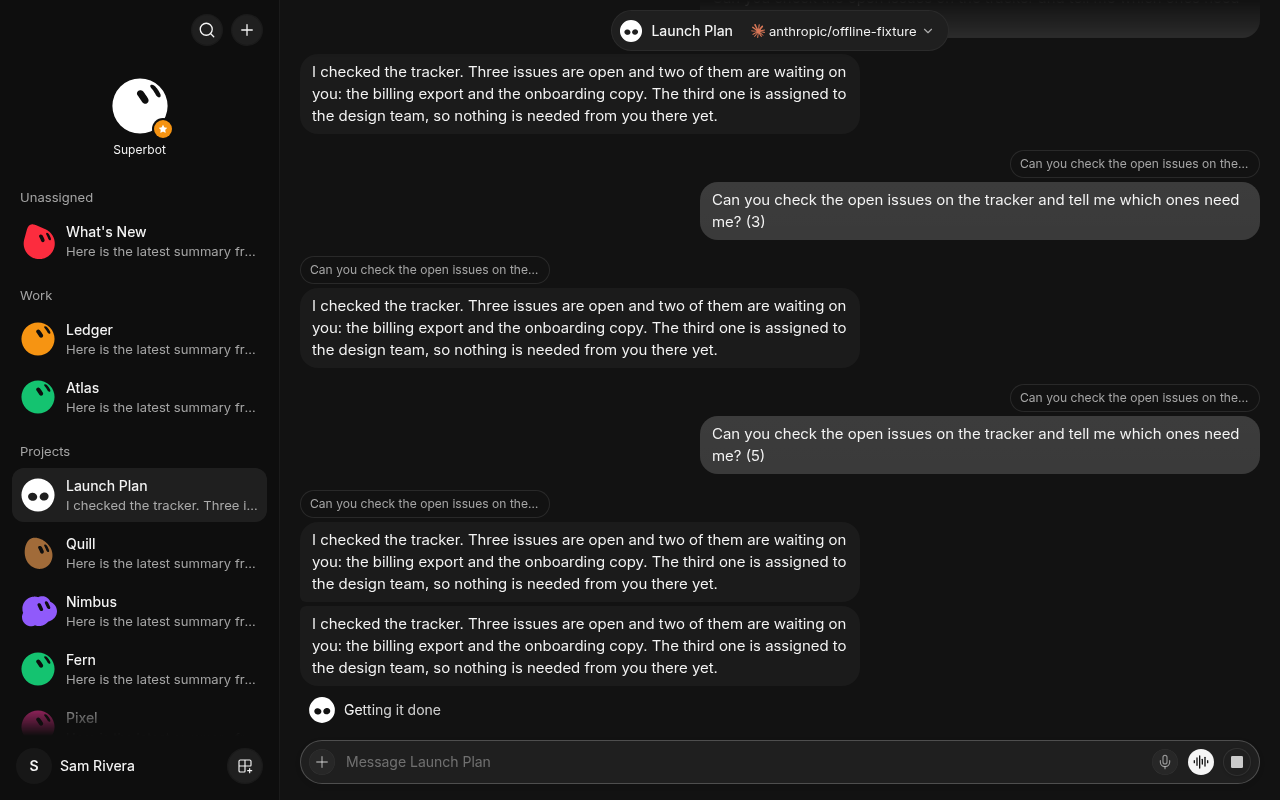 Superbot
Unassigned
What's New
Here is the latest summary fr...
Work
Ledger
Here is the latest summary fr...
Atlas
Here is the latest summary fr...
Projects
Launch Plan
I checked the tracker. Three i...
Quill
Here is the latest summary fr...
Nimbus
Here is the latest summary fr...
Fern
Here is the latest summary fr...
Pixel
S Sam Rivera
Launch Plan anthropic/offline-fixture
I checked the tracker. Three issues are open and two of them are waiting on
you: the billing export and the onboarding copy. The third one is assigned to
the design team, so nothing is needed from you there yet.
Can you check the open issues on the...
Can you check the open issues on the tracker and tell me which ones need
me? (3)
Can you check the open issues on the...
I checked the tracker. Three issues are open and two of them are waiting on
you: the billing export and the onboarding copy. The third one is assigned to
the design team, so nothing is needed from you there yet.
Can you check the open issues on the...
Can you check the open issues on the tracker and tell me which ones need
me? (5)
Can you check the open issues on the...
I checked the tracker. Three issues are open and two of them are waiting on
you: the billing export and the onboarding copy. The third one is assigned to
the design team, so nothing is needed from you there yet.
I checked the tracker. Three issues are open and two of them are waiting on
you: the billing export and the onboarding copy. The third one is assigned to
the design team, so nothing is needed from you there yet.
Getting it done
Message Launch Plan